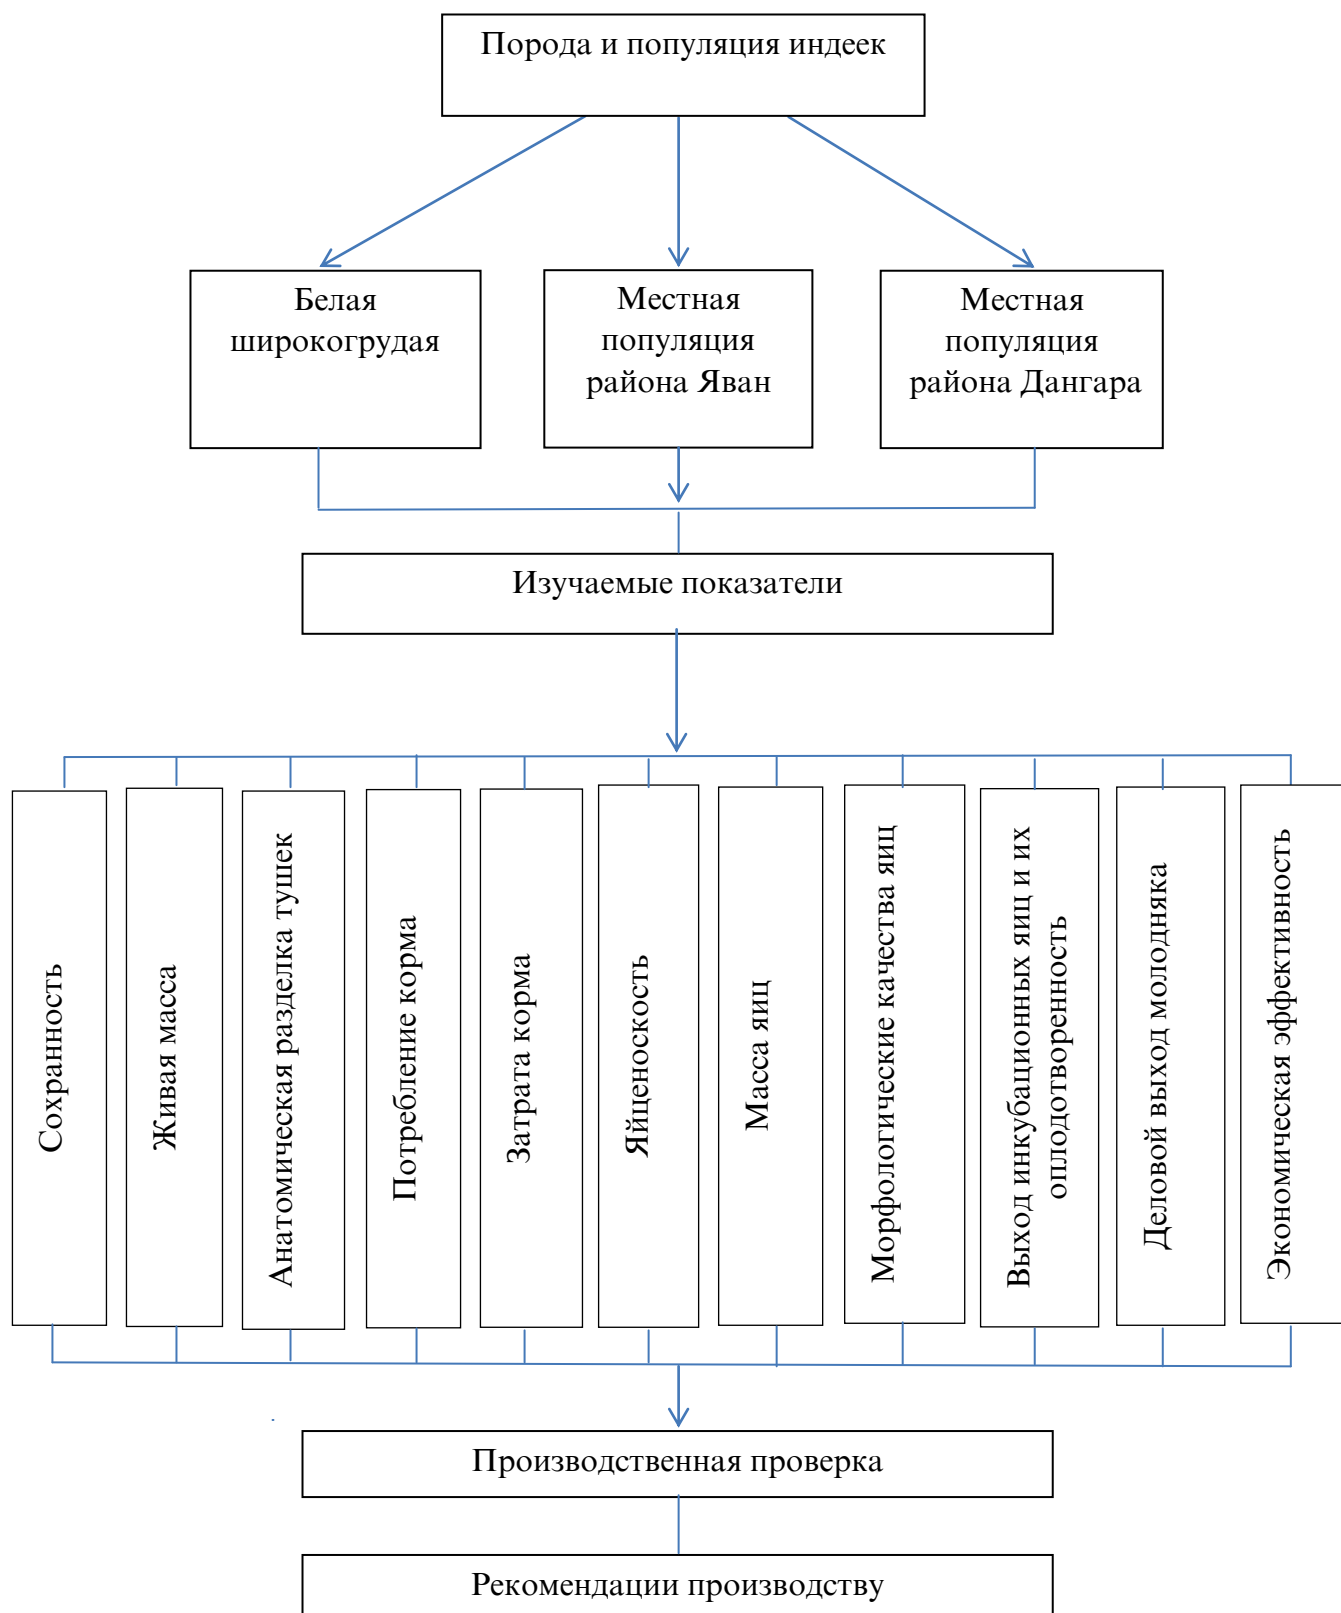 Порода и популяция индеек
Белая
широкогрудая
Местная
популяция
района Яван
Местная
популяция
района Дангара
Изучаемые показатели
Сохранность
Живая масса
Анатомическая разделка тушек
Потребление корма
Затрата корма
Яйценоскость
Масса яиц
Морфологические качества яиц
Выход инкубационных яиц и их
оплодотворенность
Деловой выход молодняка
Экономическая эффективность
Производственная проверка
Рекомендации производству